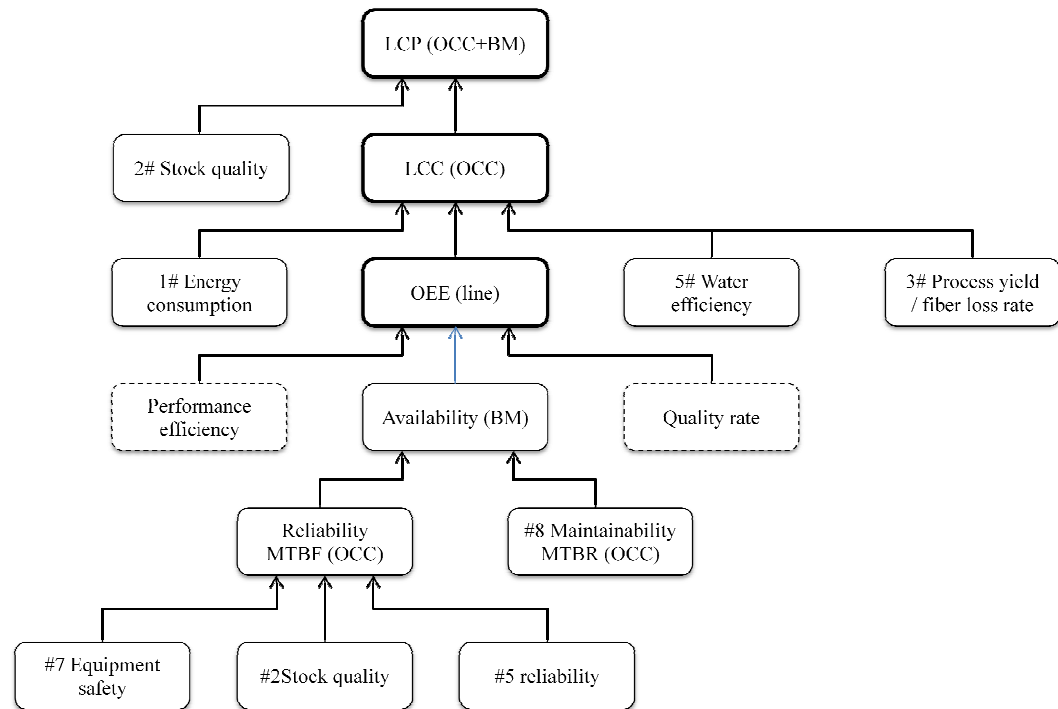 LCP (OCC+BM)
2# Stock quality
LCC (OCC)
1# Energy
consumption
OEE (line)
5# Water
efficiency
3# Process yield
/ fiber loss rate
Performance
efficiency
Availability (BM)
Quality rate
Reliability
MTBF (OCC)
#8 Maintainability
MTBR (OCC)
#7 Equipment
safety
#2Stock quality
#5 reliability